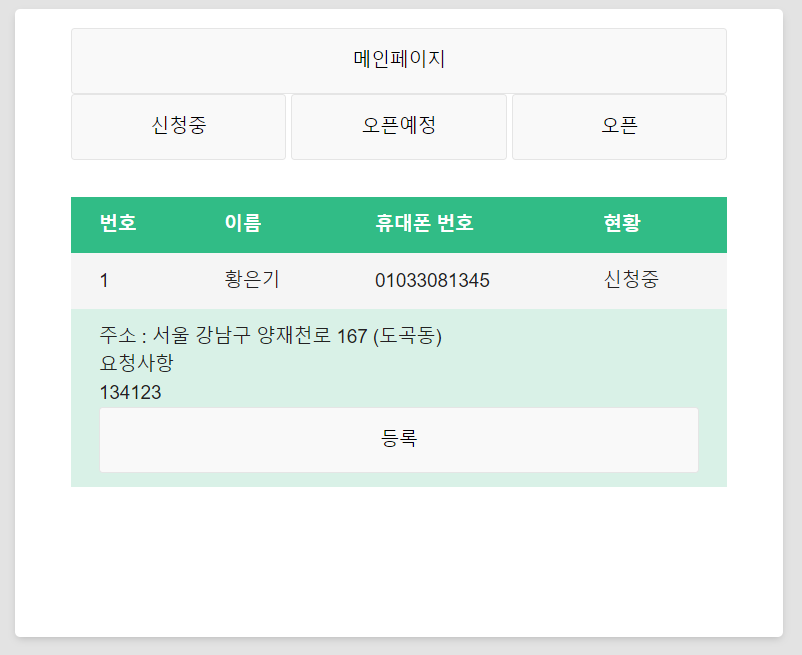 메인페이지
신청중 오픈예정 오픈
번호 이름 휴대폰 번호 현황
1 황은기 01033081345 신청중
주소 : 서울 강남구 양재천로 167 (도곡동)
요청사항
134123
등록